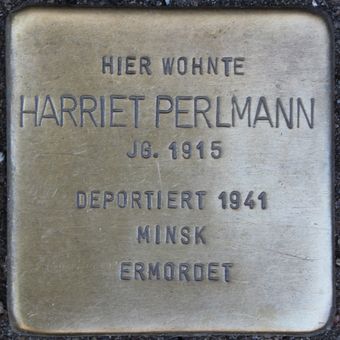 HIER WOHNTE
HARRIET PERLMANN
JG. 1915
DEPORTIERT 1941
MINSK
ERMORDET